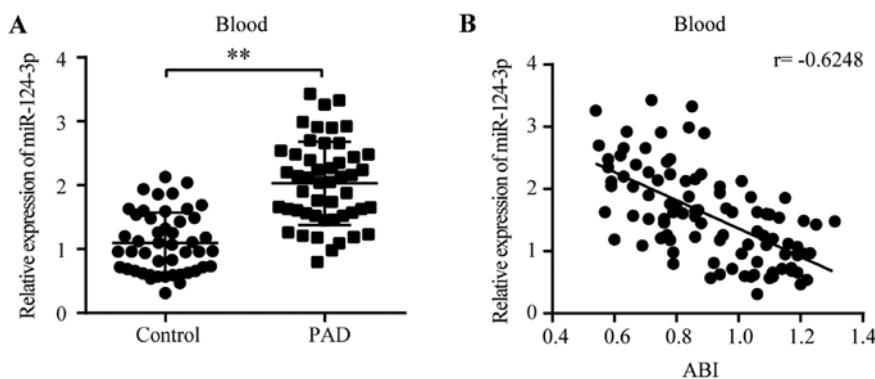 A
Blood
**
Relative expression of miR-124-3p
4
3
2
1
0
Control
PAD
B
Blood
r= -0.6248
Relative expression of miR-124-3p
4
3
2
1
0
0.4
0.6
0.8
1.0
1.2
1.4
ABI